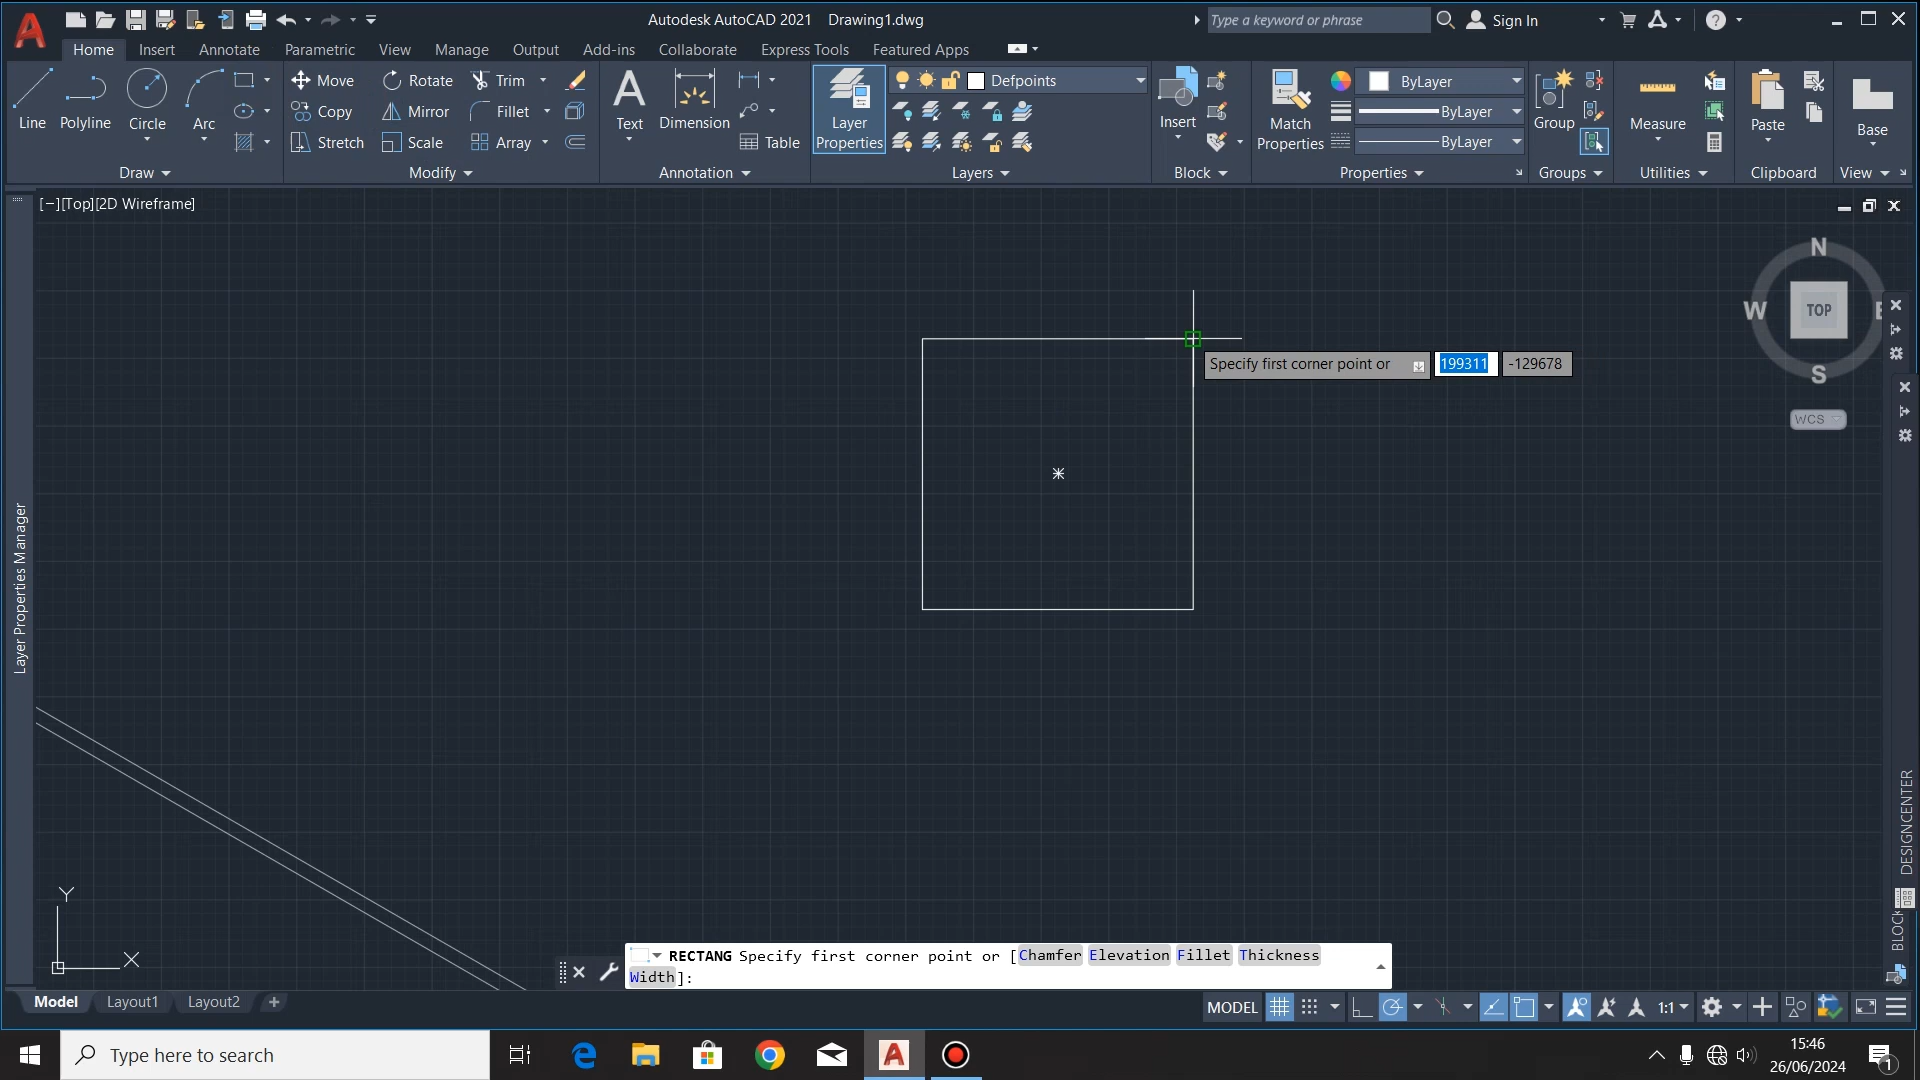 Autodesk AutoCAD 2021 Drawing1.dwg
Type a keyword or phrase
Sign In
Home Insert Annotate Parametric View Manage Output Add-ins Collaborate Express Tools Featured Apps
Line Polyline Circle Arc
Move Rotate Trim
Copy Mirror Fillet
Stretch Scale Array
Text Dimension Table
Layer Properties
Defpoints
Insert
Match Properties
ByLayer
ByLayer
ByLayer
Group
Measure
Paste
Base
Draw Modify Annotation Layers Block Properties Groups Utilities Clipboard View
[−][Top][2D Wireframe]
N
W TOP E
S
WCS
Specify first corner point or 199311 -129678
Layer Properties Manager
DESIGNCENTER
BLOCK
Y
X
RECTANG Specify first corner point or [Chamfer Elevation Fillet Thickness
Width]:
Model Layout1 Layout2 +
MODEL 1:1
Type here to search
15:46
26/06/2024
1